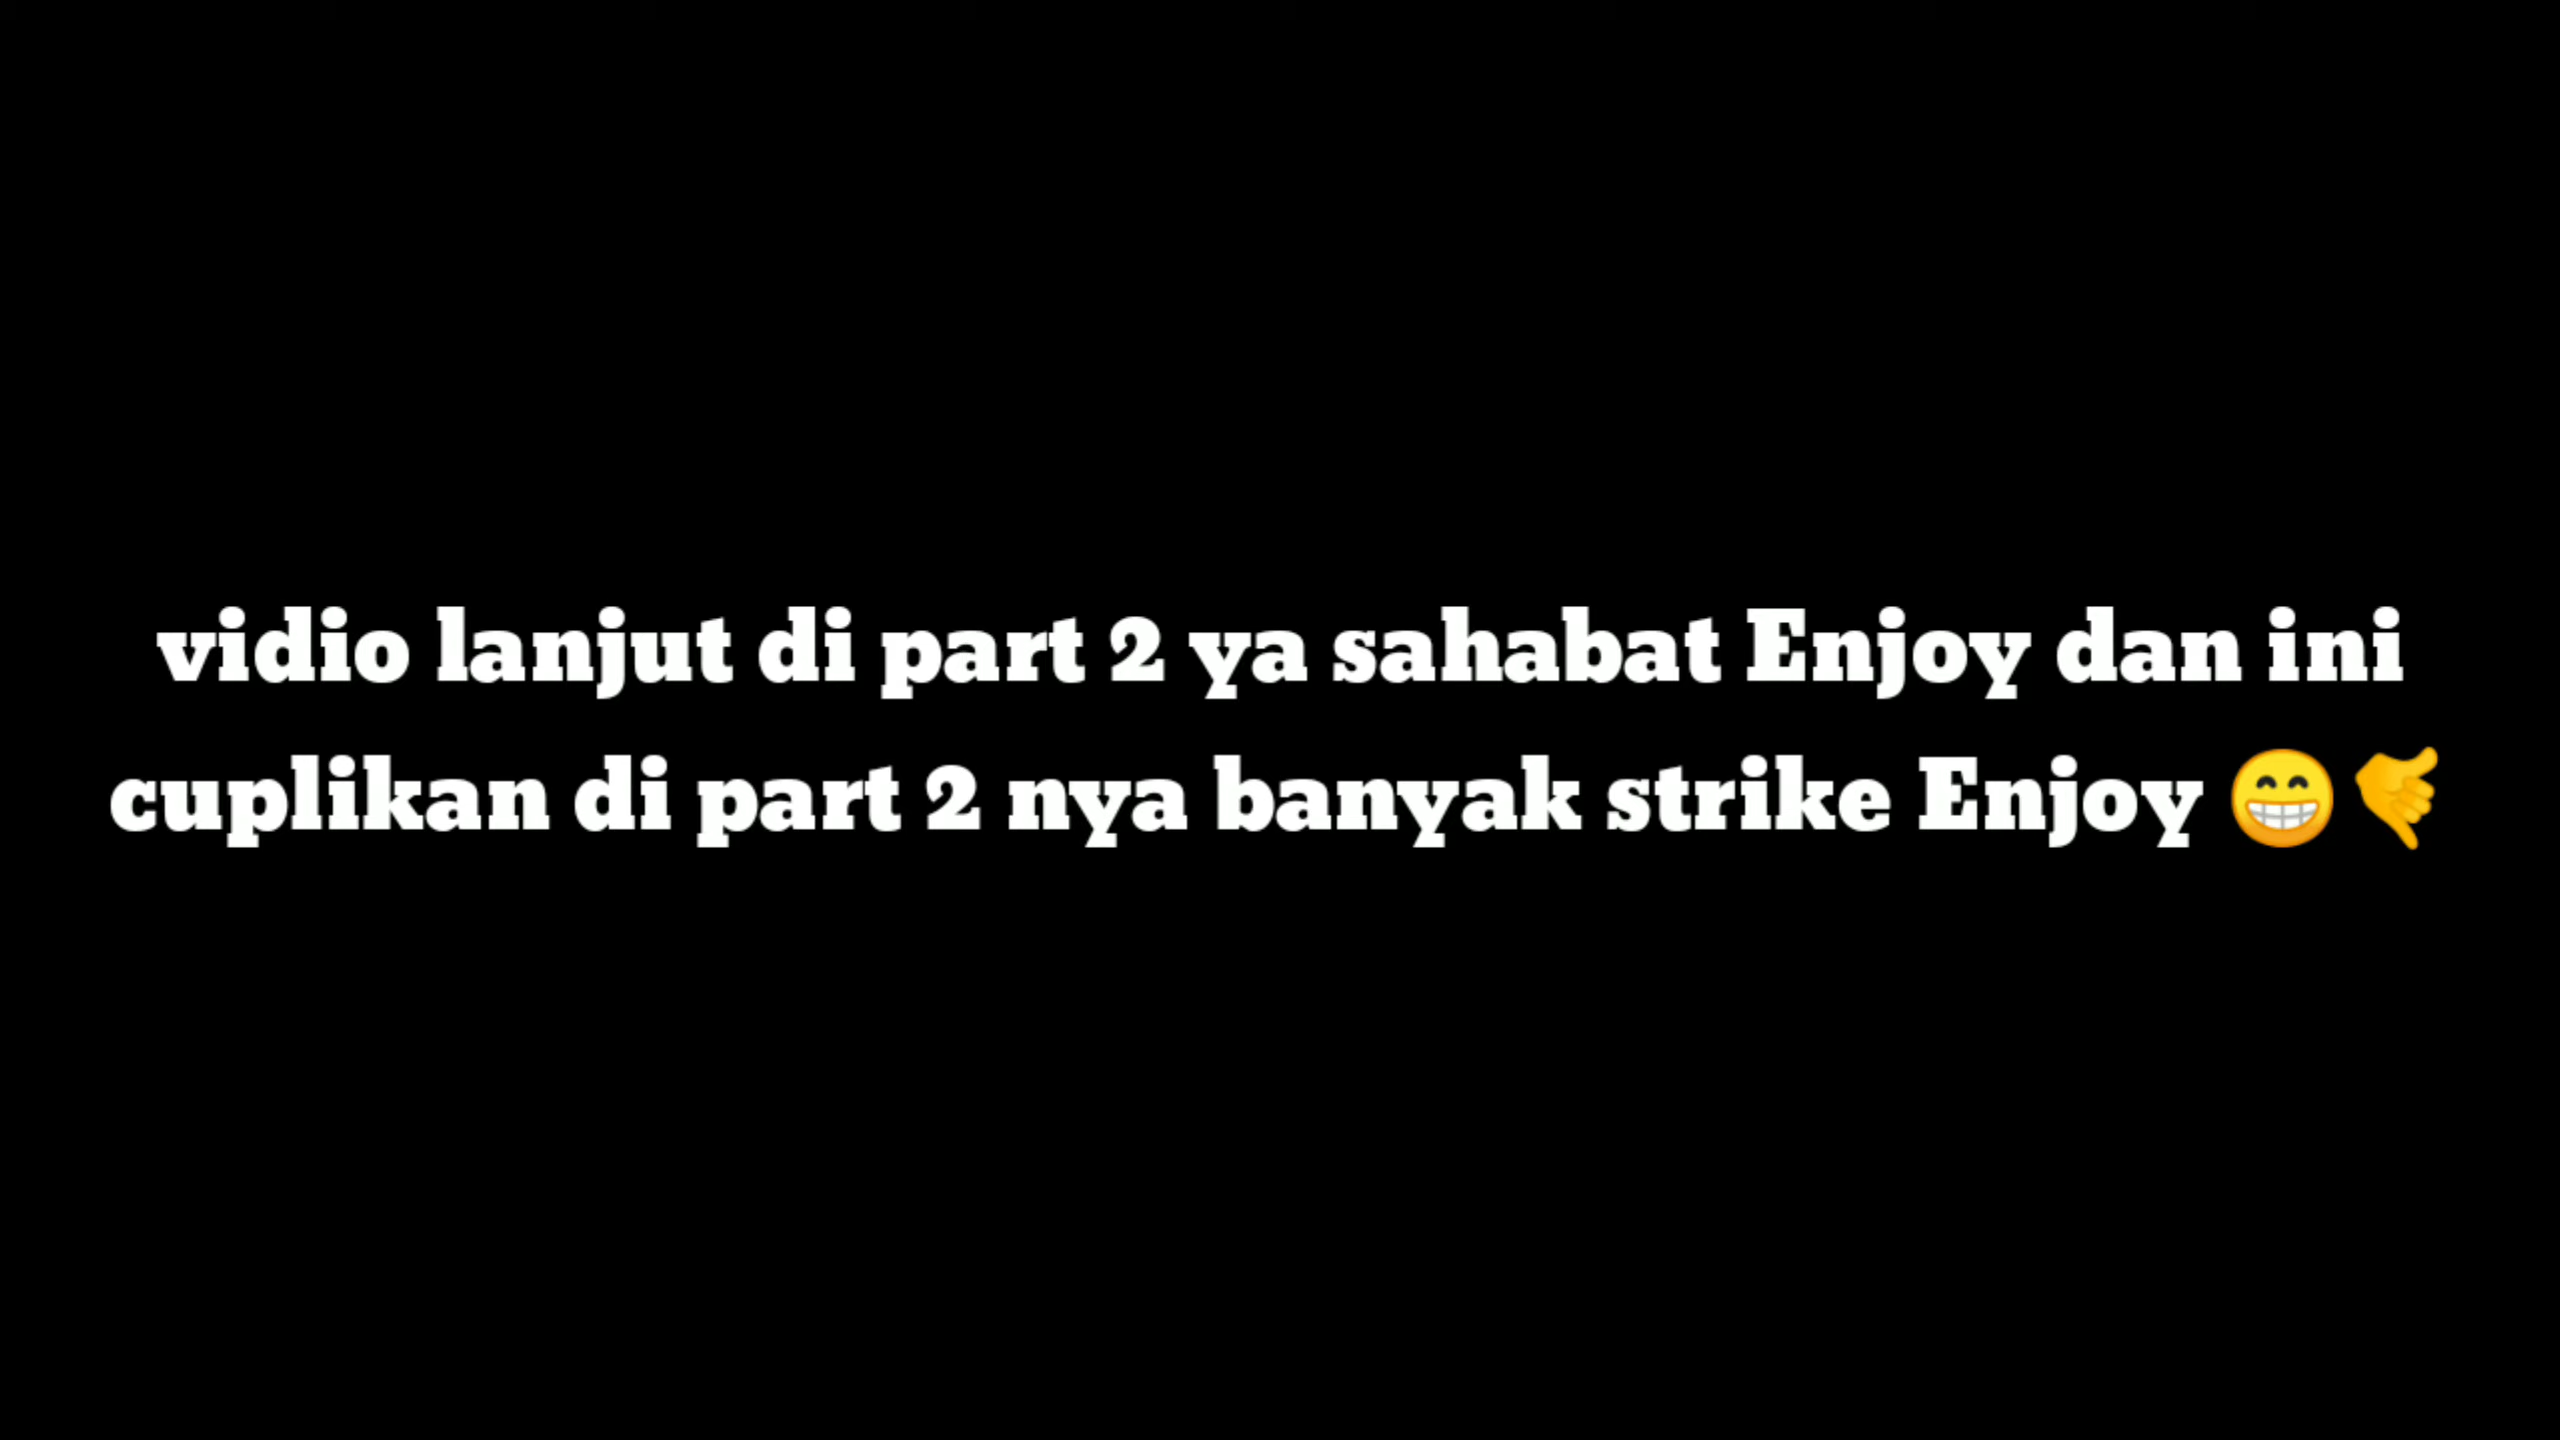 vidio lanjut di part 2 ya sahabat Enjoy dan ini
cuplikan di part 2 nya banyak strike Enjoy 😁🤙